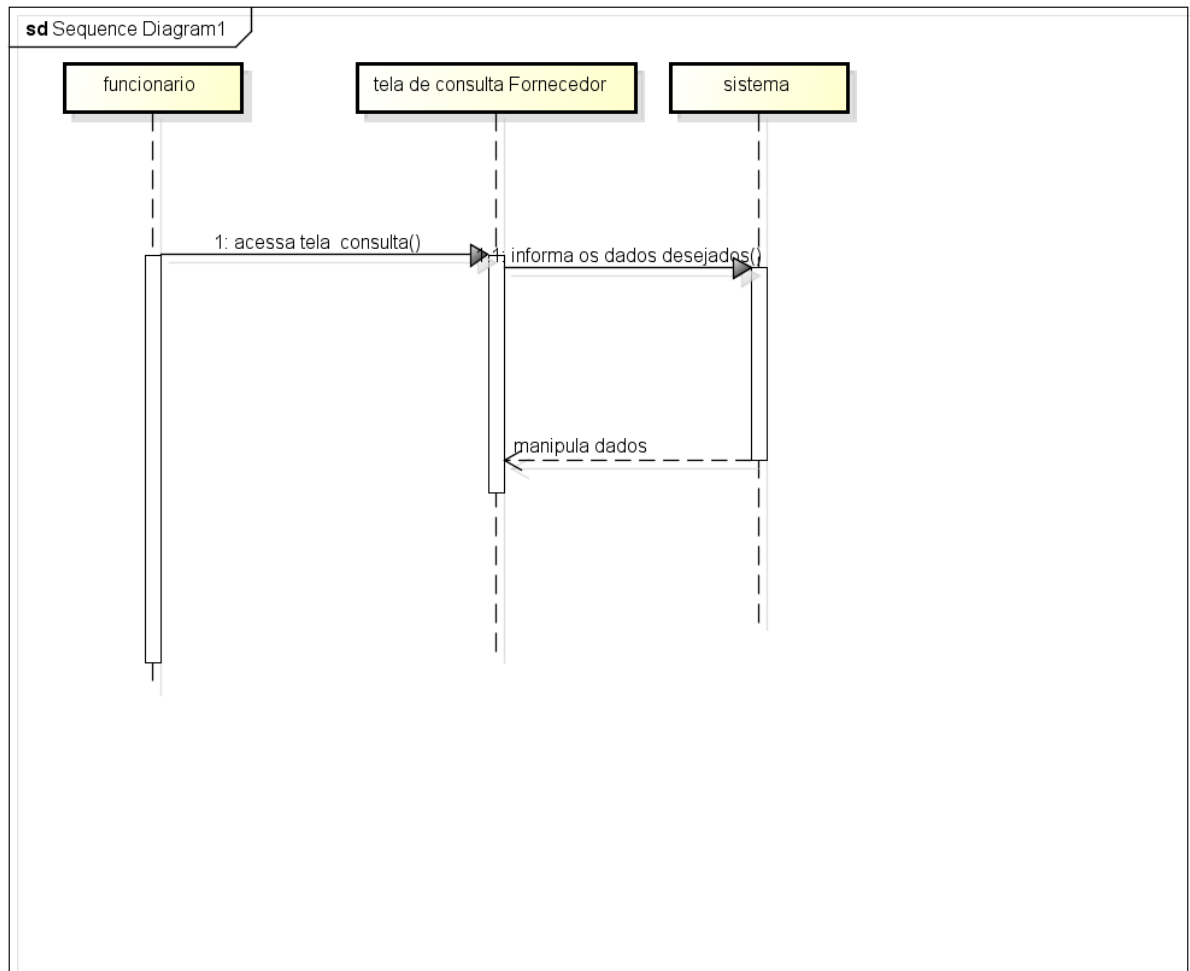 sd Sequence Diagram1
funcionario
tela de consulta Fornecedor
sistema
1: acessa tela consulta()
1.1: informa os dados desejados()
manipula dados